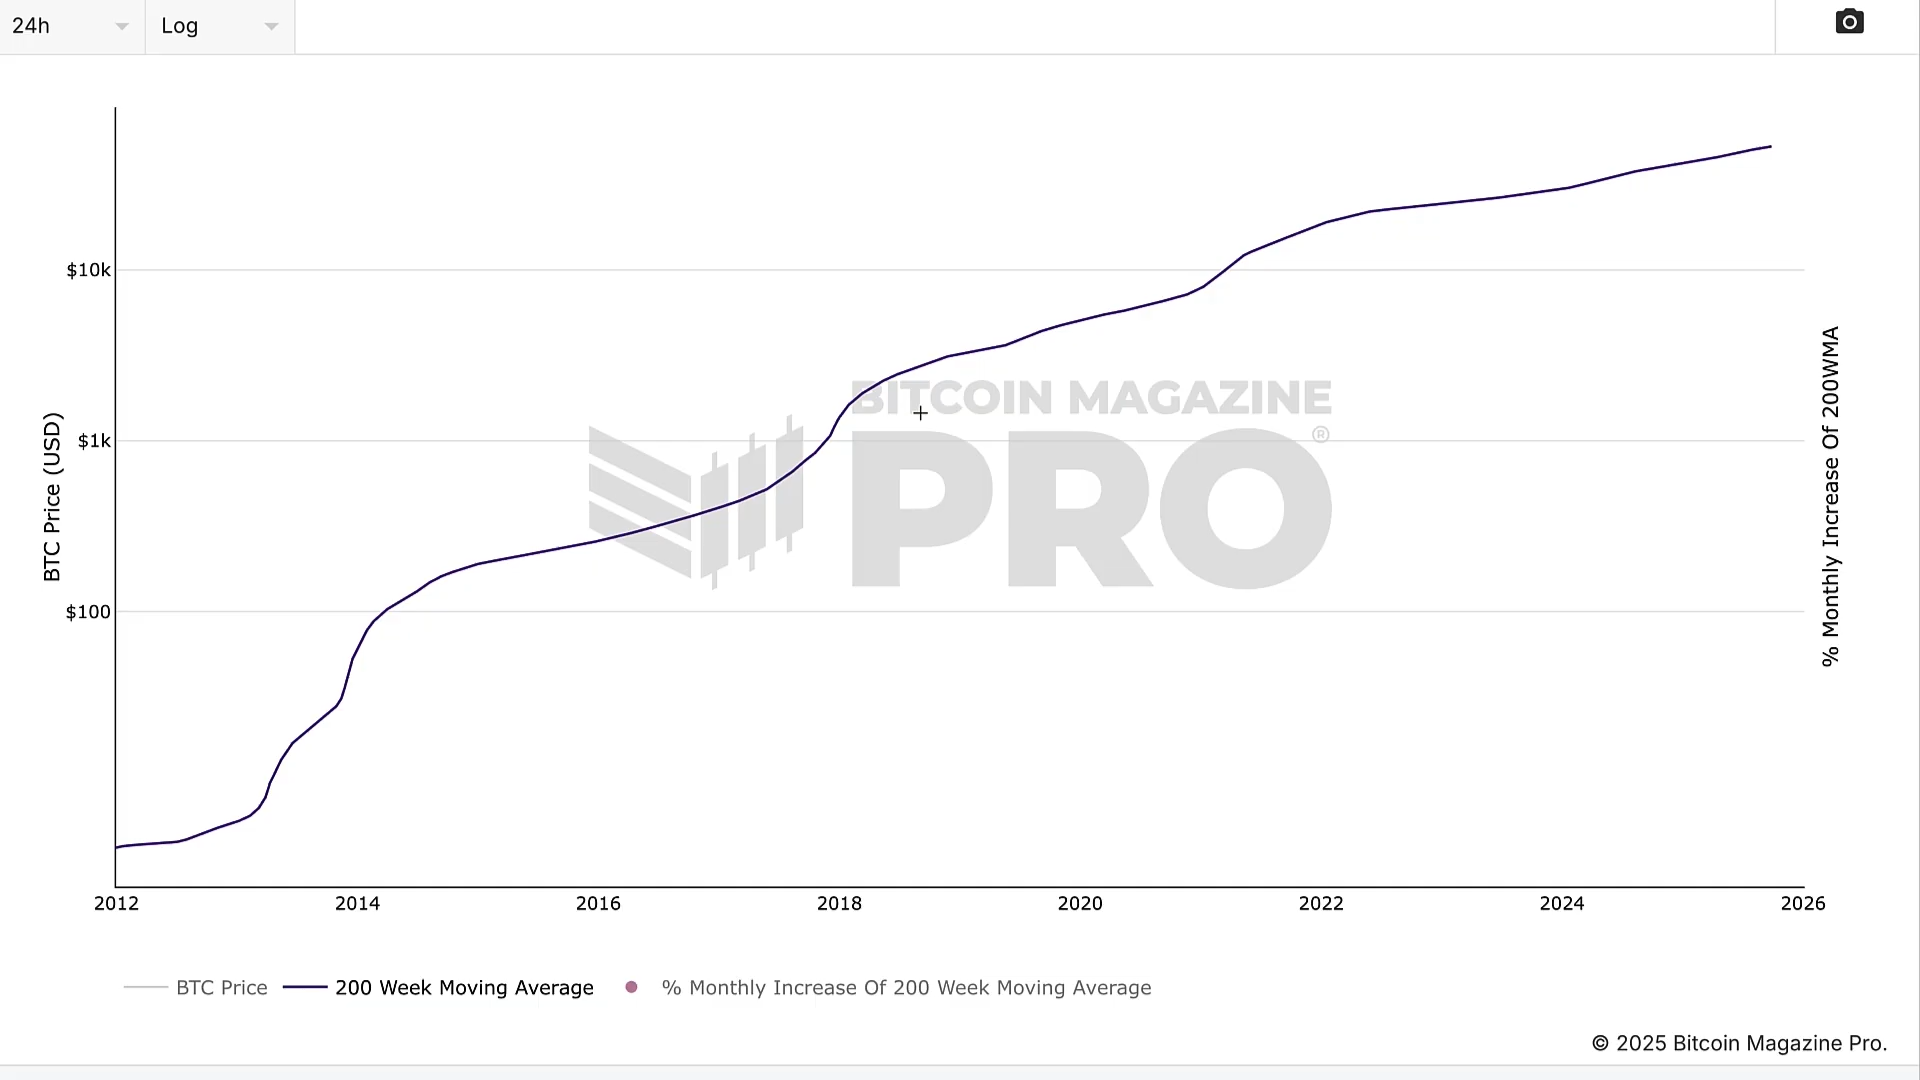 24h
Log
$10k
$1k
$100
BTC Price (USD)
% Monthly Increase Of 200WMA
BITCOIN MAGAZINE
PRO®
2012 2014 2016 2018 2020 2022 2024 2026
BTC Price 200 Week Moving Average % Monthly Increase Of 200 Week Moving Average
© 2025 Bitcoin Magazine Pro.